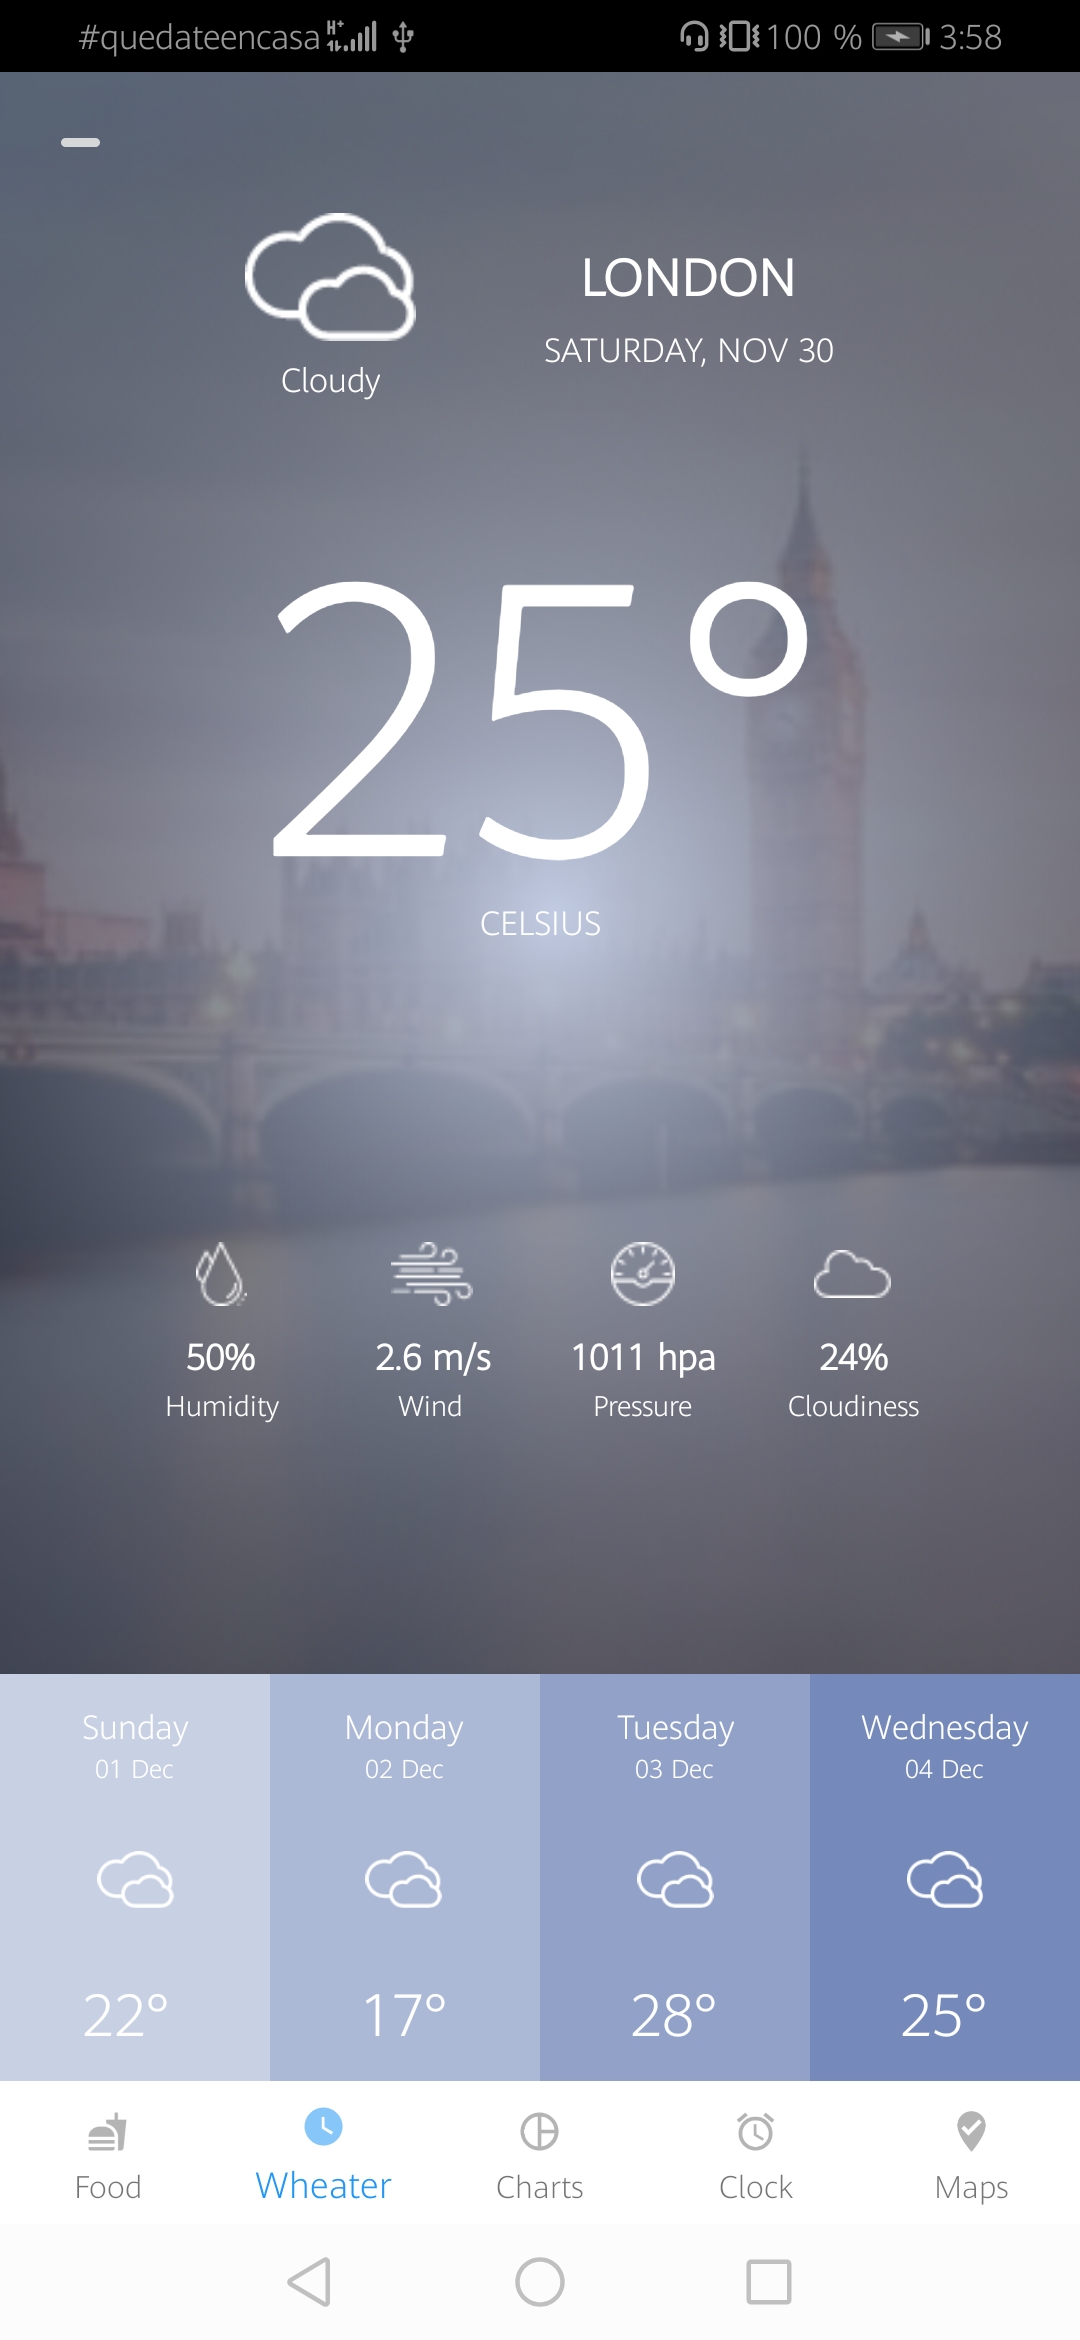 #quedateencasa H+ 100 % 3:58
LONDON
SATURDAY, NOV 30
Cloudy
25°
CELSIUS
50% 2.6 m/s 1011 hpa 24%
Humidity Wind Pressure Cloudiness
Sunday Monday Tuesday Wednesday
01 Dec 02 Dec 03 Dec 04 Dec
22° 17° 28° 25°
Food Wheater Charts Clock Maps